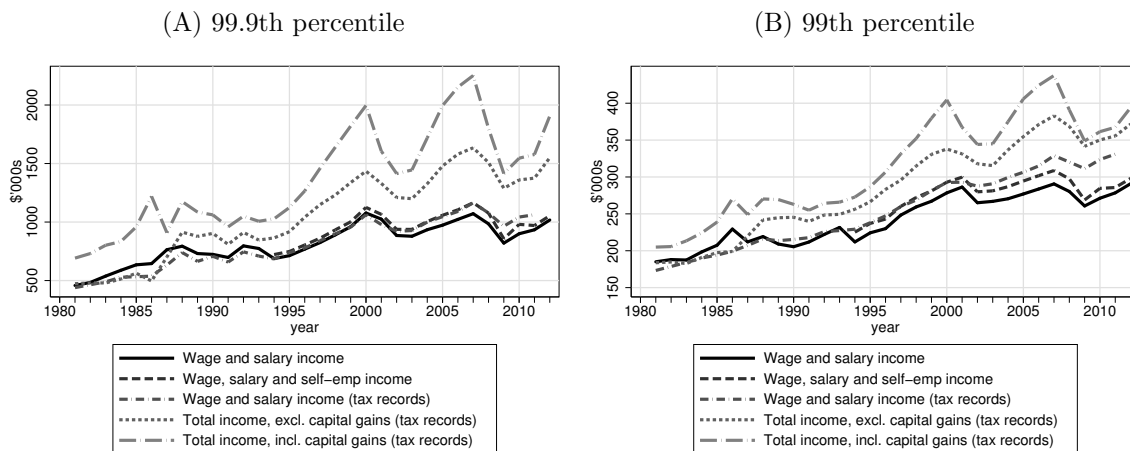 (A) 99.9th percentile
2000
1500
1000
500
$'000s
1980 1985 1990 1995 2000 2005 2010
year
Wage and salary income
Wage, salary and self−emp income
Wage and salary income (tax records)
Total income, excl. capital gains (tax records)
Total income, incl. capital gains (tax records)
(B) 99th percentile
400
350
300
250
200
150
$'000s
1980 1985 1990 1995 2000 2005 2010
year
Wage and salary income
Wage, salary and self−emp income
Wage and salary income (tax records)
Total income, excl. capital gains (tax records)
Total income, incl. capital gains (tax records)